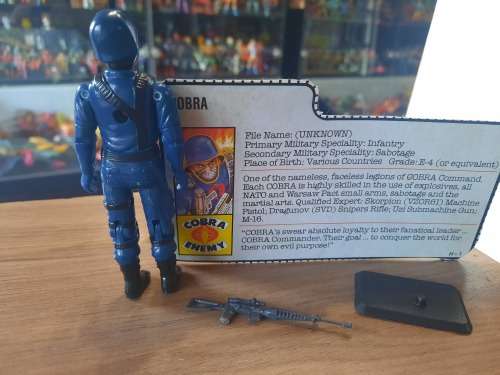 COBRA
File Name: (UNKNOWN)
Primary Military Speciality: Infantry
Secondary Military Speciality: Sabotage
Place of Birth: Various Countries Grade: E-4 (or equivalent)
One of the nameless, faceless legions of COBRA Command.
Each COBRA is highly skilled in the use of explosives, all
NATO and Warsaw Pact small arms, sabotage and the
martial arts. Qualified Expert: Skorpion (VZOR61) Machine
Pistol; Dragunov (SVD) Snipers Rifle; Uzi Submachine Gun;
M-16.
"COBRA's swear absolute loyalty to their fanatical leader –
COBRA Commander. Their goal ... to conquer the world for
their own evil purpose!"
COBRA
ENEMY